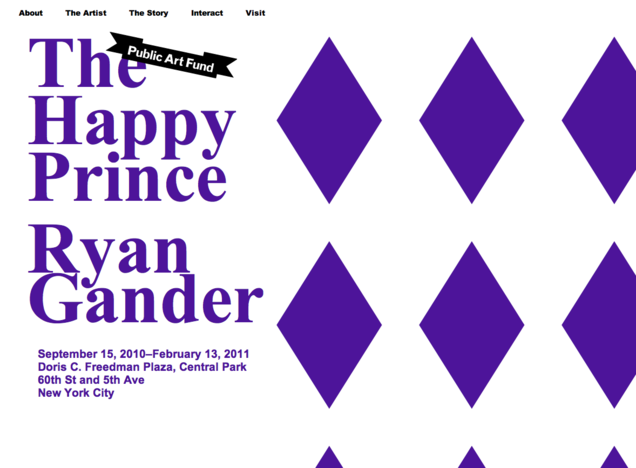 About The Artist The Story Interact Visit
Public Art Fund
The
Happy
Prince
Ryan
Gander
September 15, 2010–February 13, 2011
Doris C. Freedman Plaza, Central Park
60th St and 5th Ave
New York City